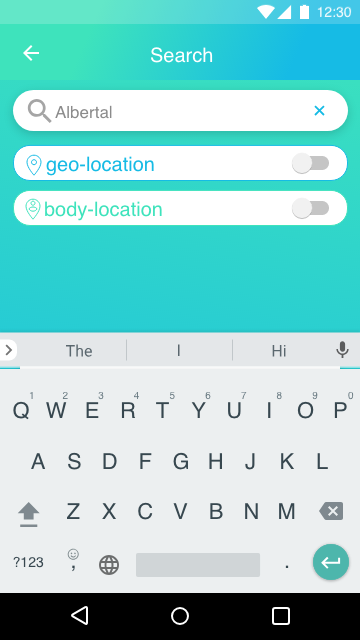 12:30
Search
Albertal
geo-location
body-location
The I Hi
1 2 3 4 5 6 7 8 9 0
Q W E R T Y U I O P
A S D F G H J K L
Z X C V B N M
?123 , .